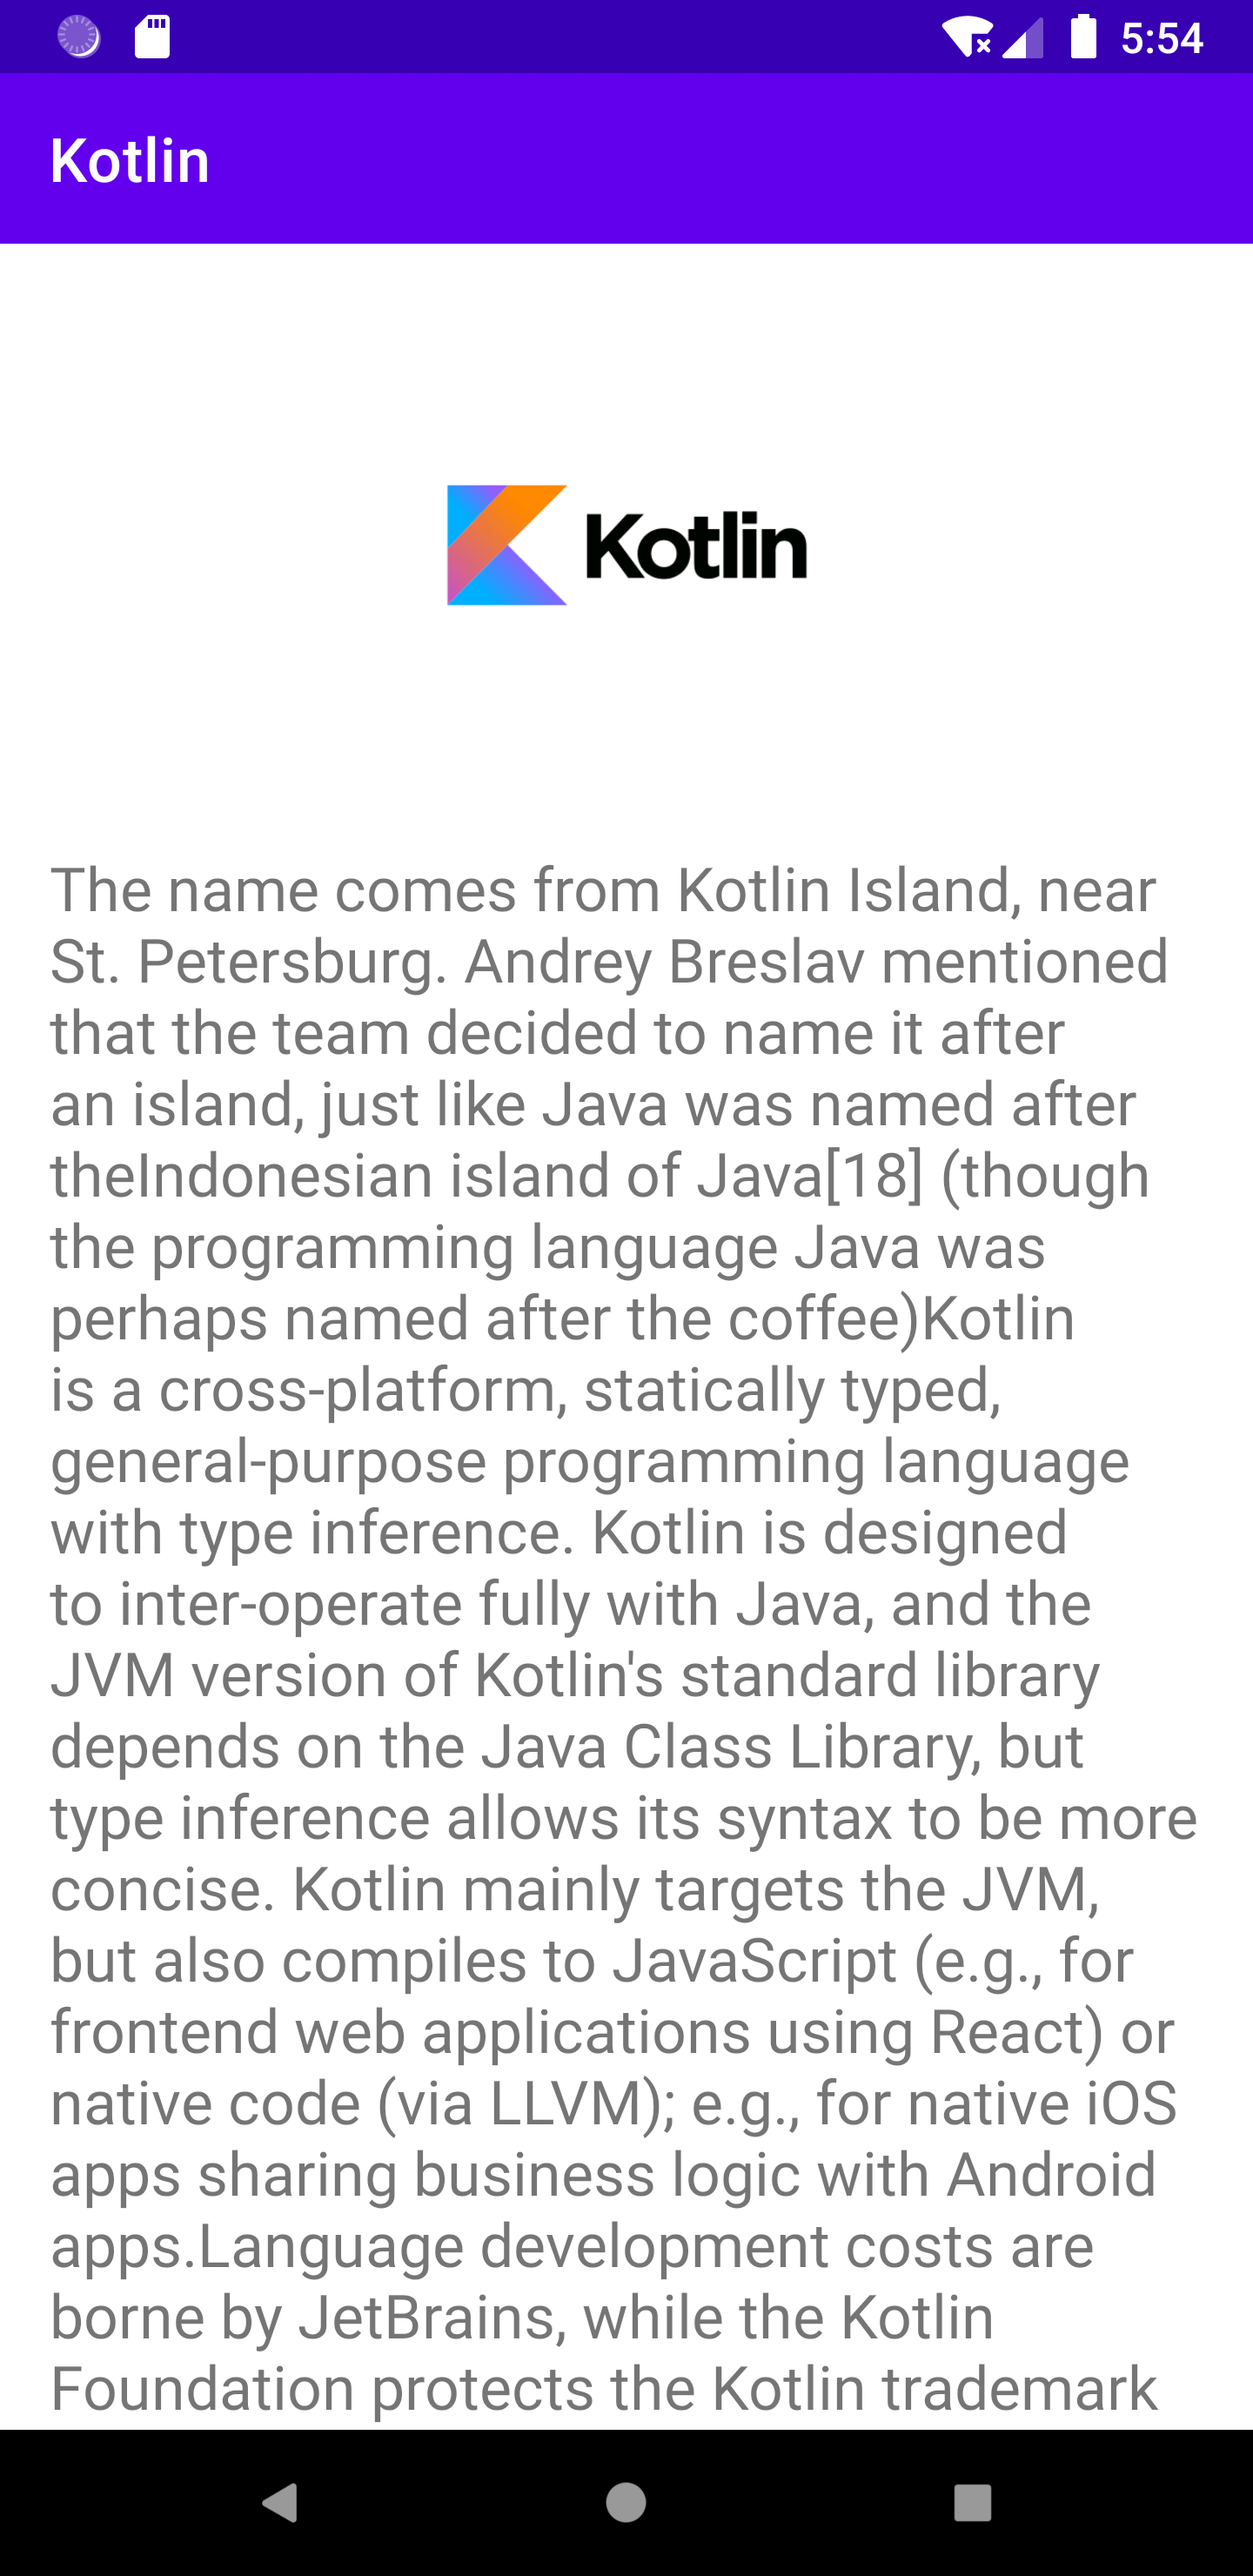 5:54
Kotlin
Kotlin
The name comes from Kotlin Island, near
St. Petersburg. Andrey Breslav mentioned
that the team decided to name it after
an island, just like Java was named after
theIndonesian island of Java[18] (though
the programming language Java was
perhaps named after the coffee)Kotlin
is a cross-platform, statically typed,
general-purpose programming language
with type inference. Kotlin is designed
to inter-operate fully with Java, and the
JVM version of Kotlin's standard library
depends on the Java Class Library, but
type inference allows its syntax to be more
concise. Kotlin mainly targets the JVM,
but also compiles to JavaScript (e.g., for
frontend web applications using React) or
native code (via LLVM); e.g., for native iOS
apps sharing business logic with Android
apps.Language development costs are
borne by JetBrains, while the Kotlin
Foundation protects the Kotlin trademark